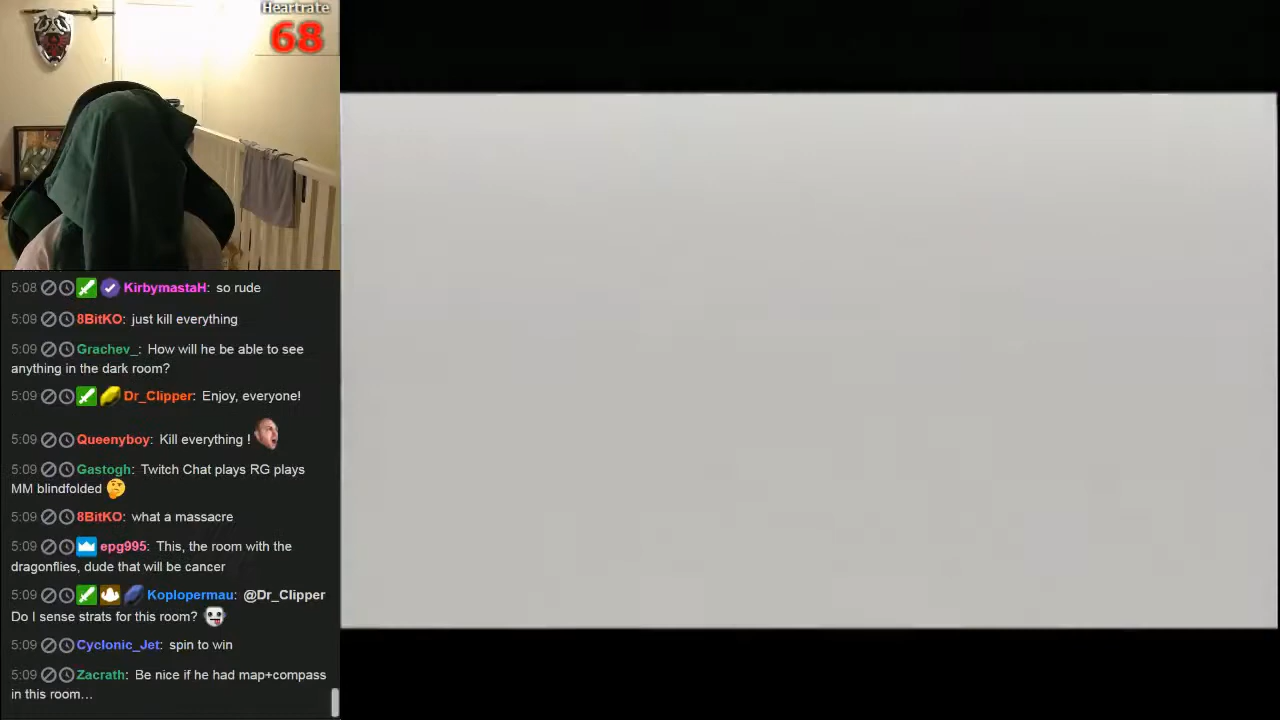 Heartrate
68
5:08 KirbymastaH: so rude
5:09 8BitKO: just kill everything
5:09 Grachev_: How will he be able to see
anything in the dark room?
5:09 Dr_Clipper: Enjoy, everyone!
5:09 Queenyboy: Kill everything !
5:09 Gastogh: Twitch Chat plays RG plays
MM blindfolded
5:09 8BitKO: what a massacre
5:09 epg995: This, the room with the
dragonflies, dude that will be cancer
5:09 Koplopermau: @Dr_Clipper
Do I sense strats for this room?
5:09 Cyclonic_Jet: spin to win
5:09 Zacrath: Be nice if he had map+compass
in this room...